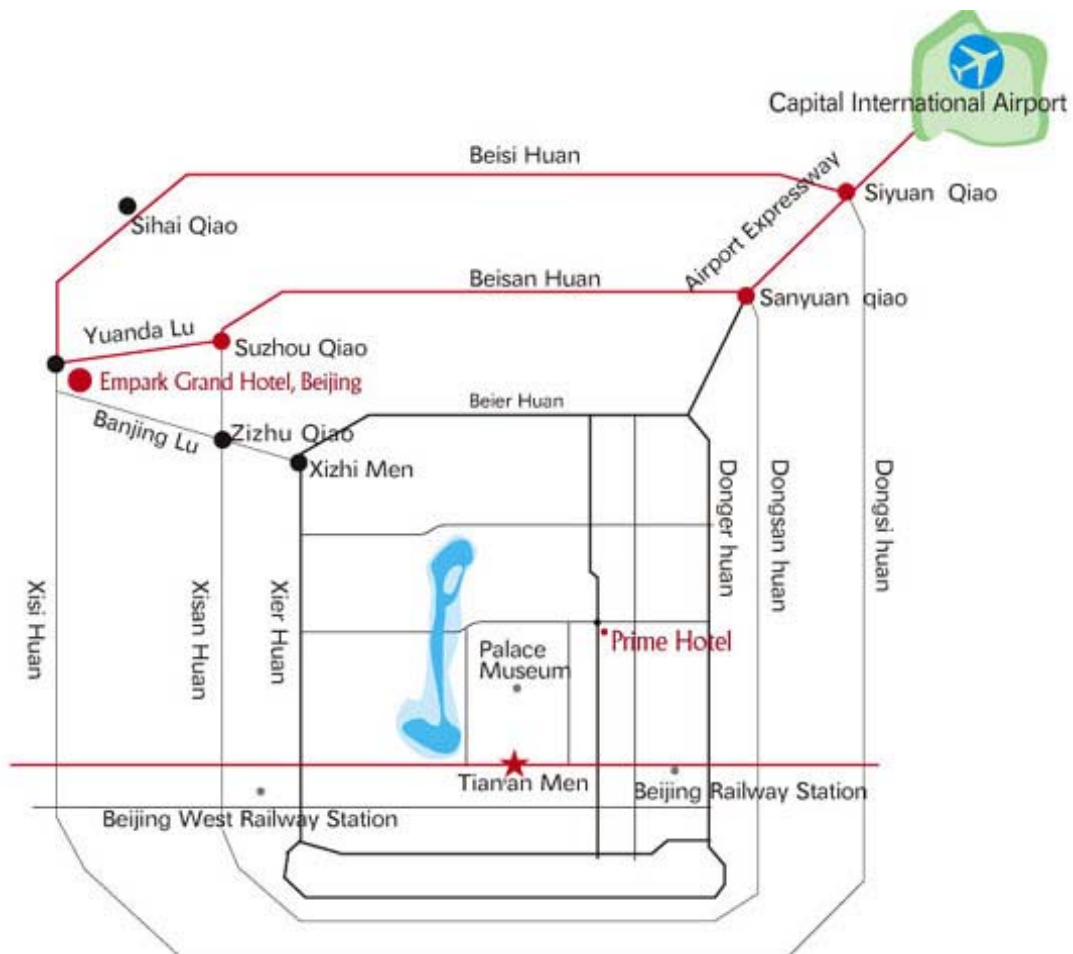 Capital International Airport
Beisi Huan
Airport Expressway
Siyuan Qiao
Sihai Qiao
Beisan Huan
Sanyuan qiao
Yuanda Lu
Suzhou Qiao
Empark Grand Hotel, Beijing
Beier Huan
Banjing Lu
Zizhu Qiao
Xizhi Men
Donger huan
Dongsan huan
Dongsi huan
Xisi Huan
Xisan Huan
Xier Huan
Prime Hotel
Palace
Museum
Tian'an Men
Beijing Railway Station
Beijing West Railway Station